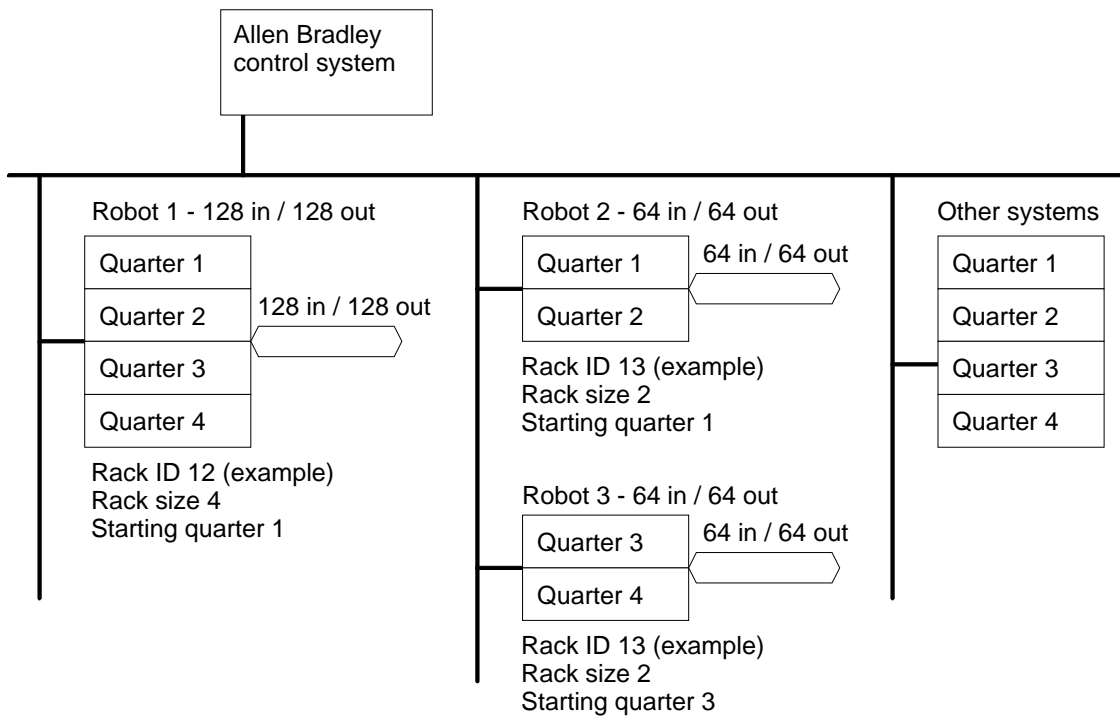 Allen Bradley
control system
Robot 1 - 128 in / 128 out
Quarter 1
Quarter 2
Quarter 3
Quarter 4
128 in / 128 out
Rack ID 12 (example)
Rack size 4
Starting quarter 1
Robot 2 - 64 in / 64 out
Quarter 1
Quarter 2
64 in / 64 out
Rack ID 13 (example)
Rack size 2
Starting quarter 1
Robot 3 - 64 in / 64 out
Quarter 3
Quarter 4
64 in / 64 out
Rack ID 13 (example)
Rack size 2
Starting quarter 3
Other systems
Quarter 1
Quarter 2
Quarter 3
Quarter 4